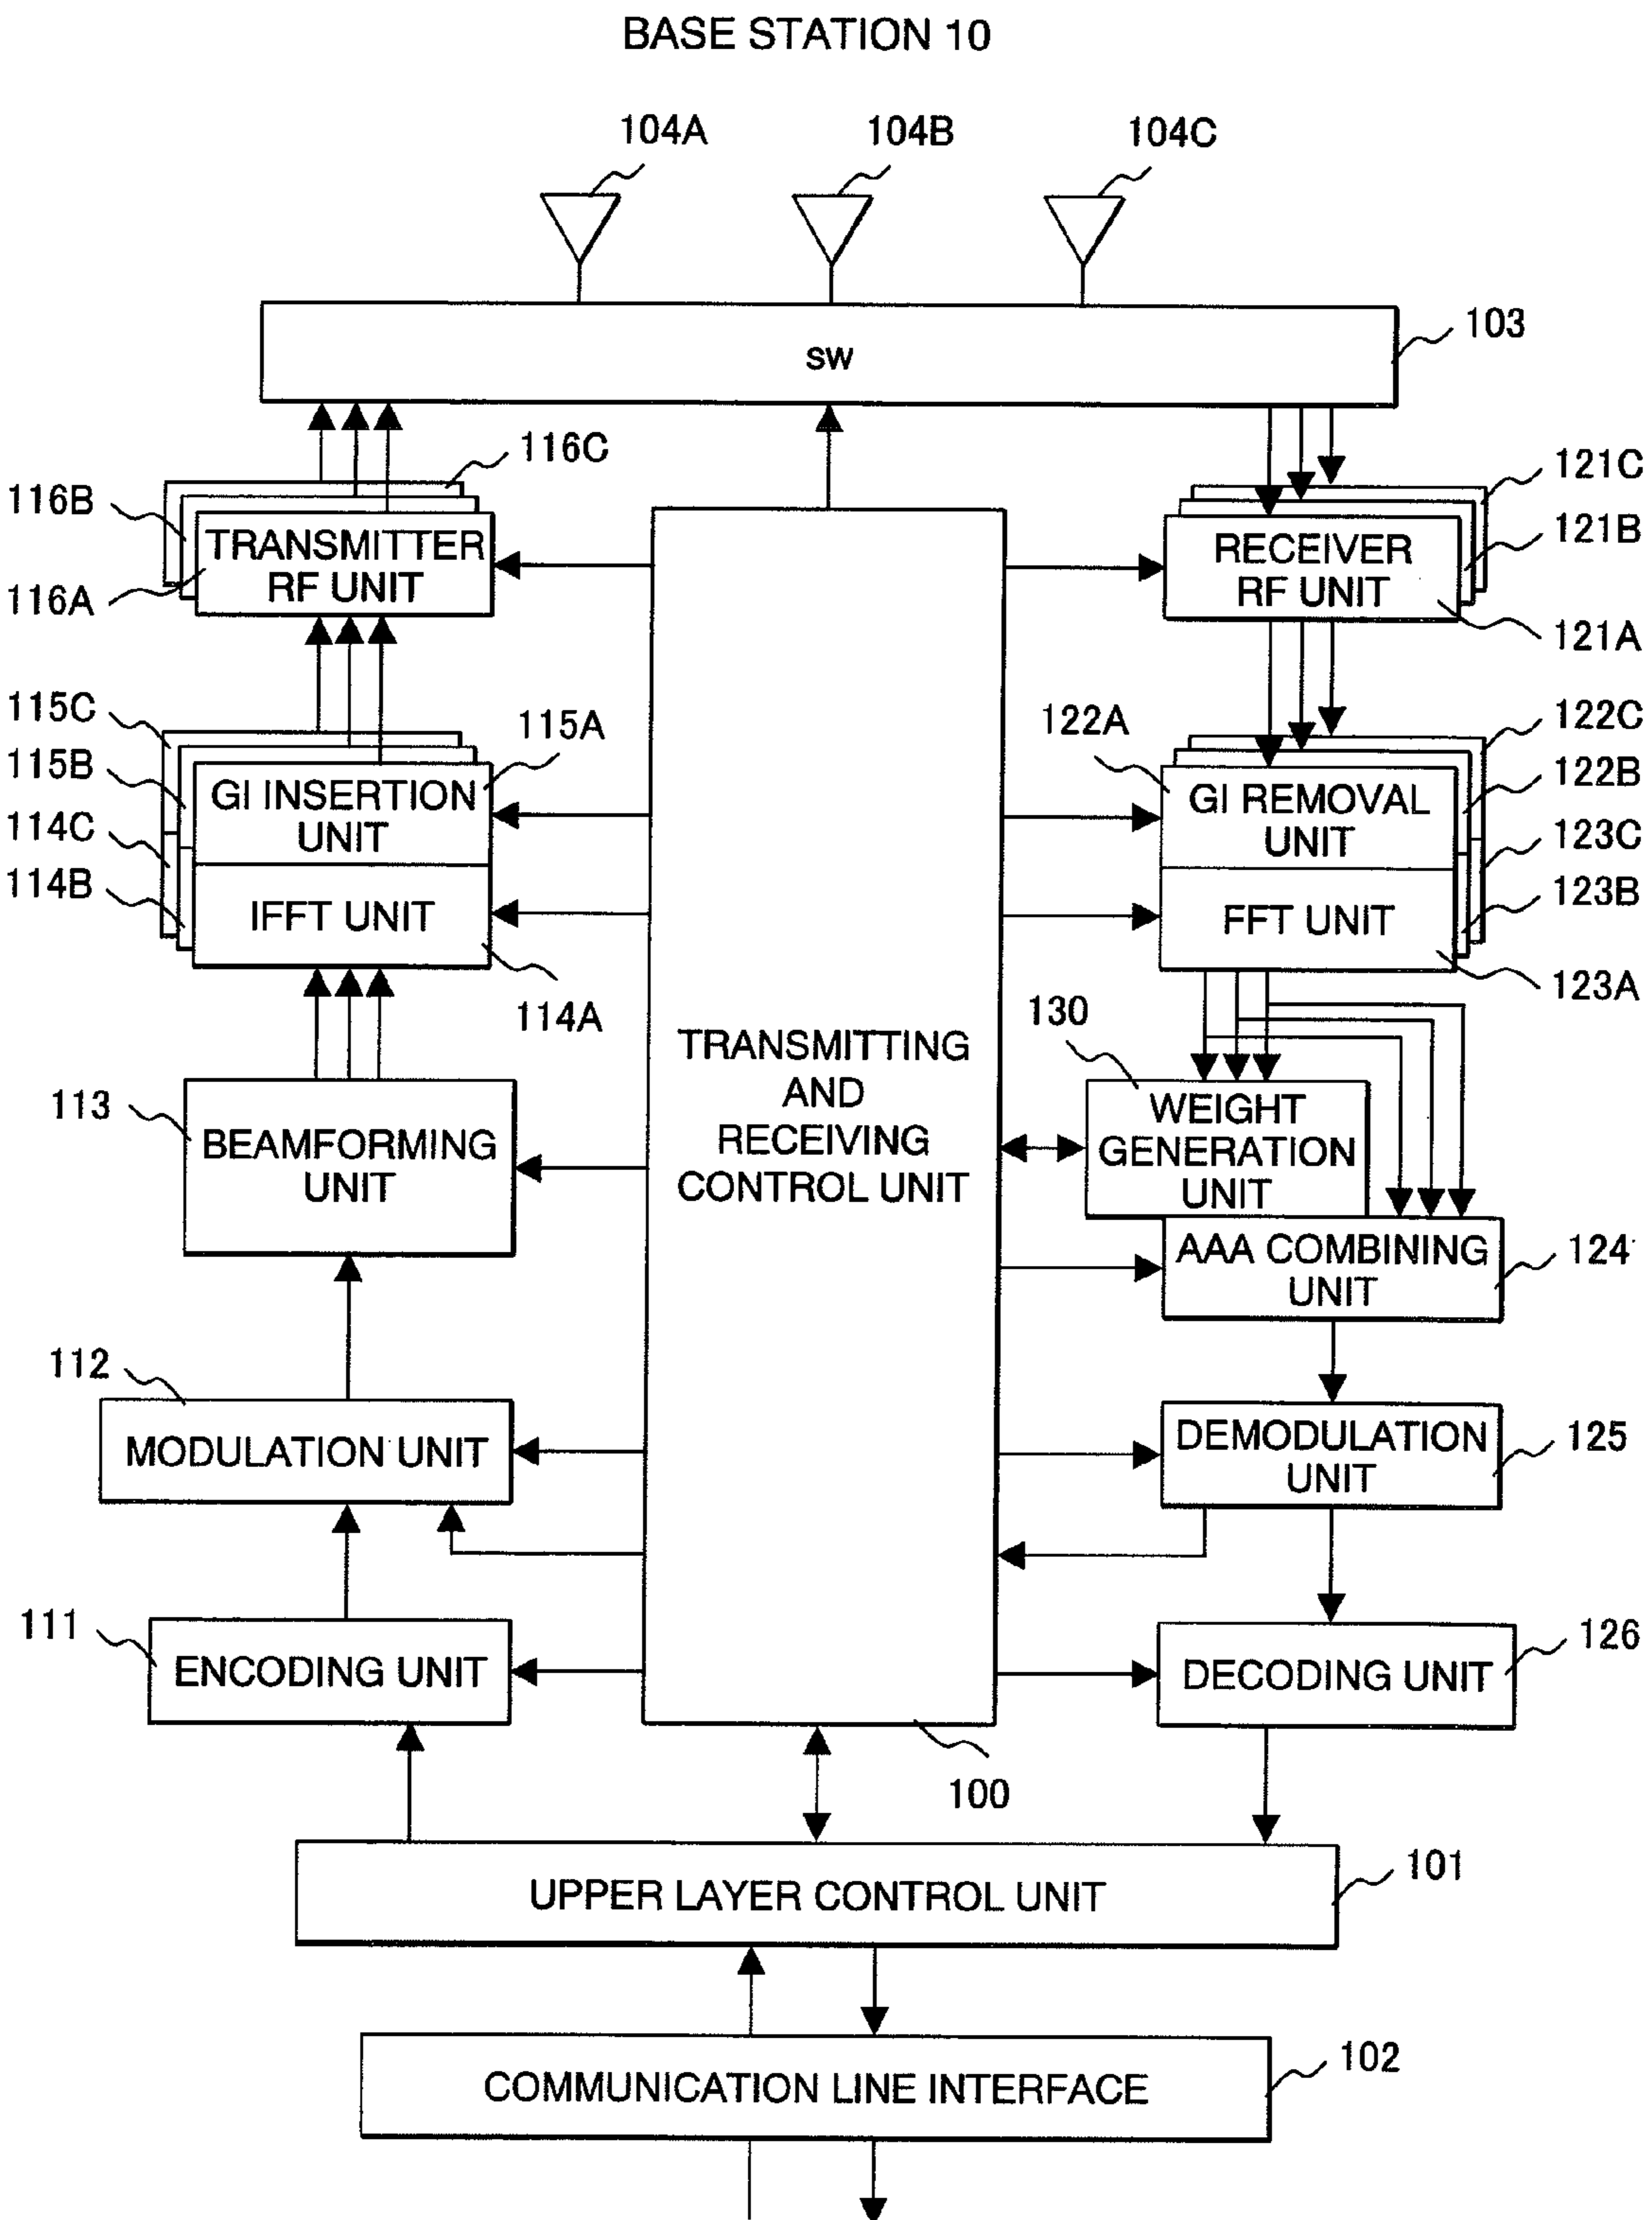 BASE STATION 10
104A
104B
104C
SW
103
116C
116B
116A
TRANSMITTER
RF UNIT
121C
121B
121A
RECEIVER
RF UNIT
115C
115B
114C
114B
115A
GI INSERTION
UNIT
IFFT UNIT
114A
122A
GI REMOVAL
UNIT
FFT UNIT
122C
122B
123C
123B
123A
113
BEAMFORMING
UNIT
TRANSMITTING
AND
RECEIVING
CONTROL UNIT
130
WEIGHT
GENERATION
UNIT
AAA COMBINING
UNIT
124
112
MODULATION UNIT
DEMODULATION
UNIT
125
111
ENCODING UNIT
DECODING UNIT
126
100
UPPER LAYER CONTROL UNIT
101
COMMUNICATION LINE INTERFACE
102